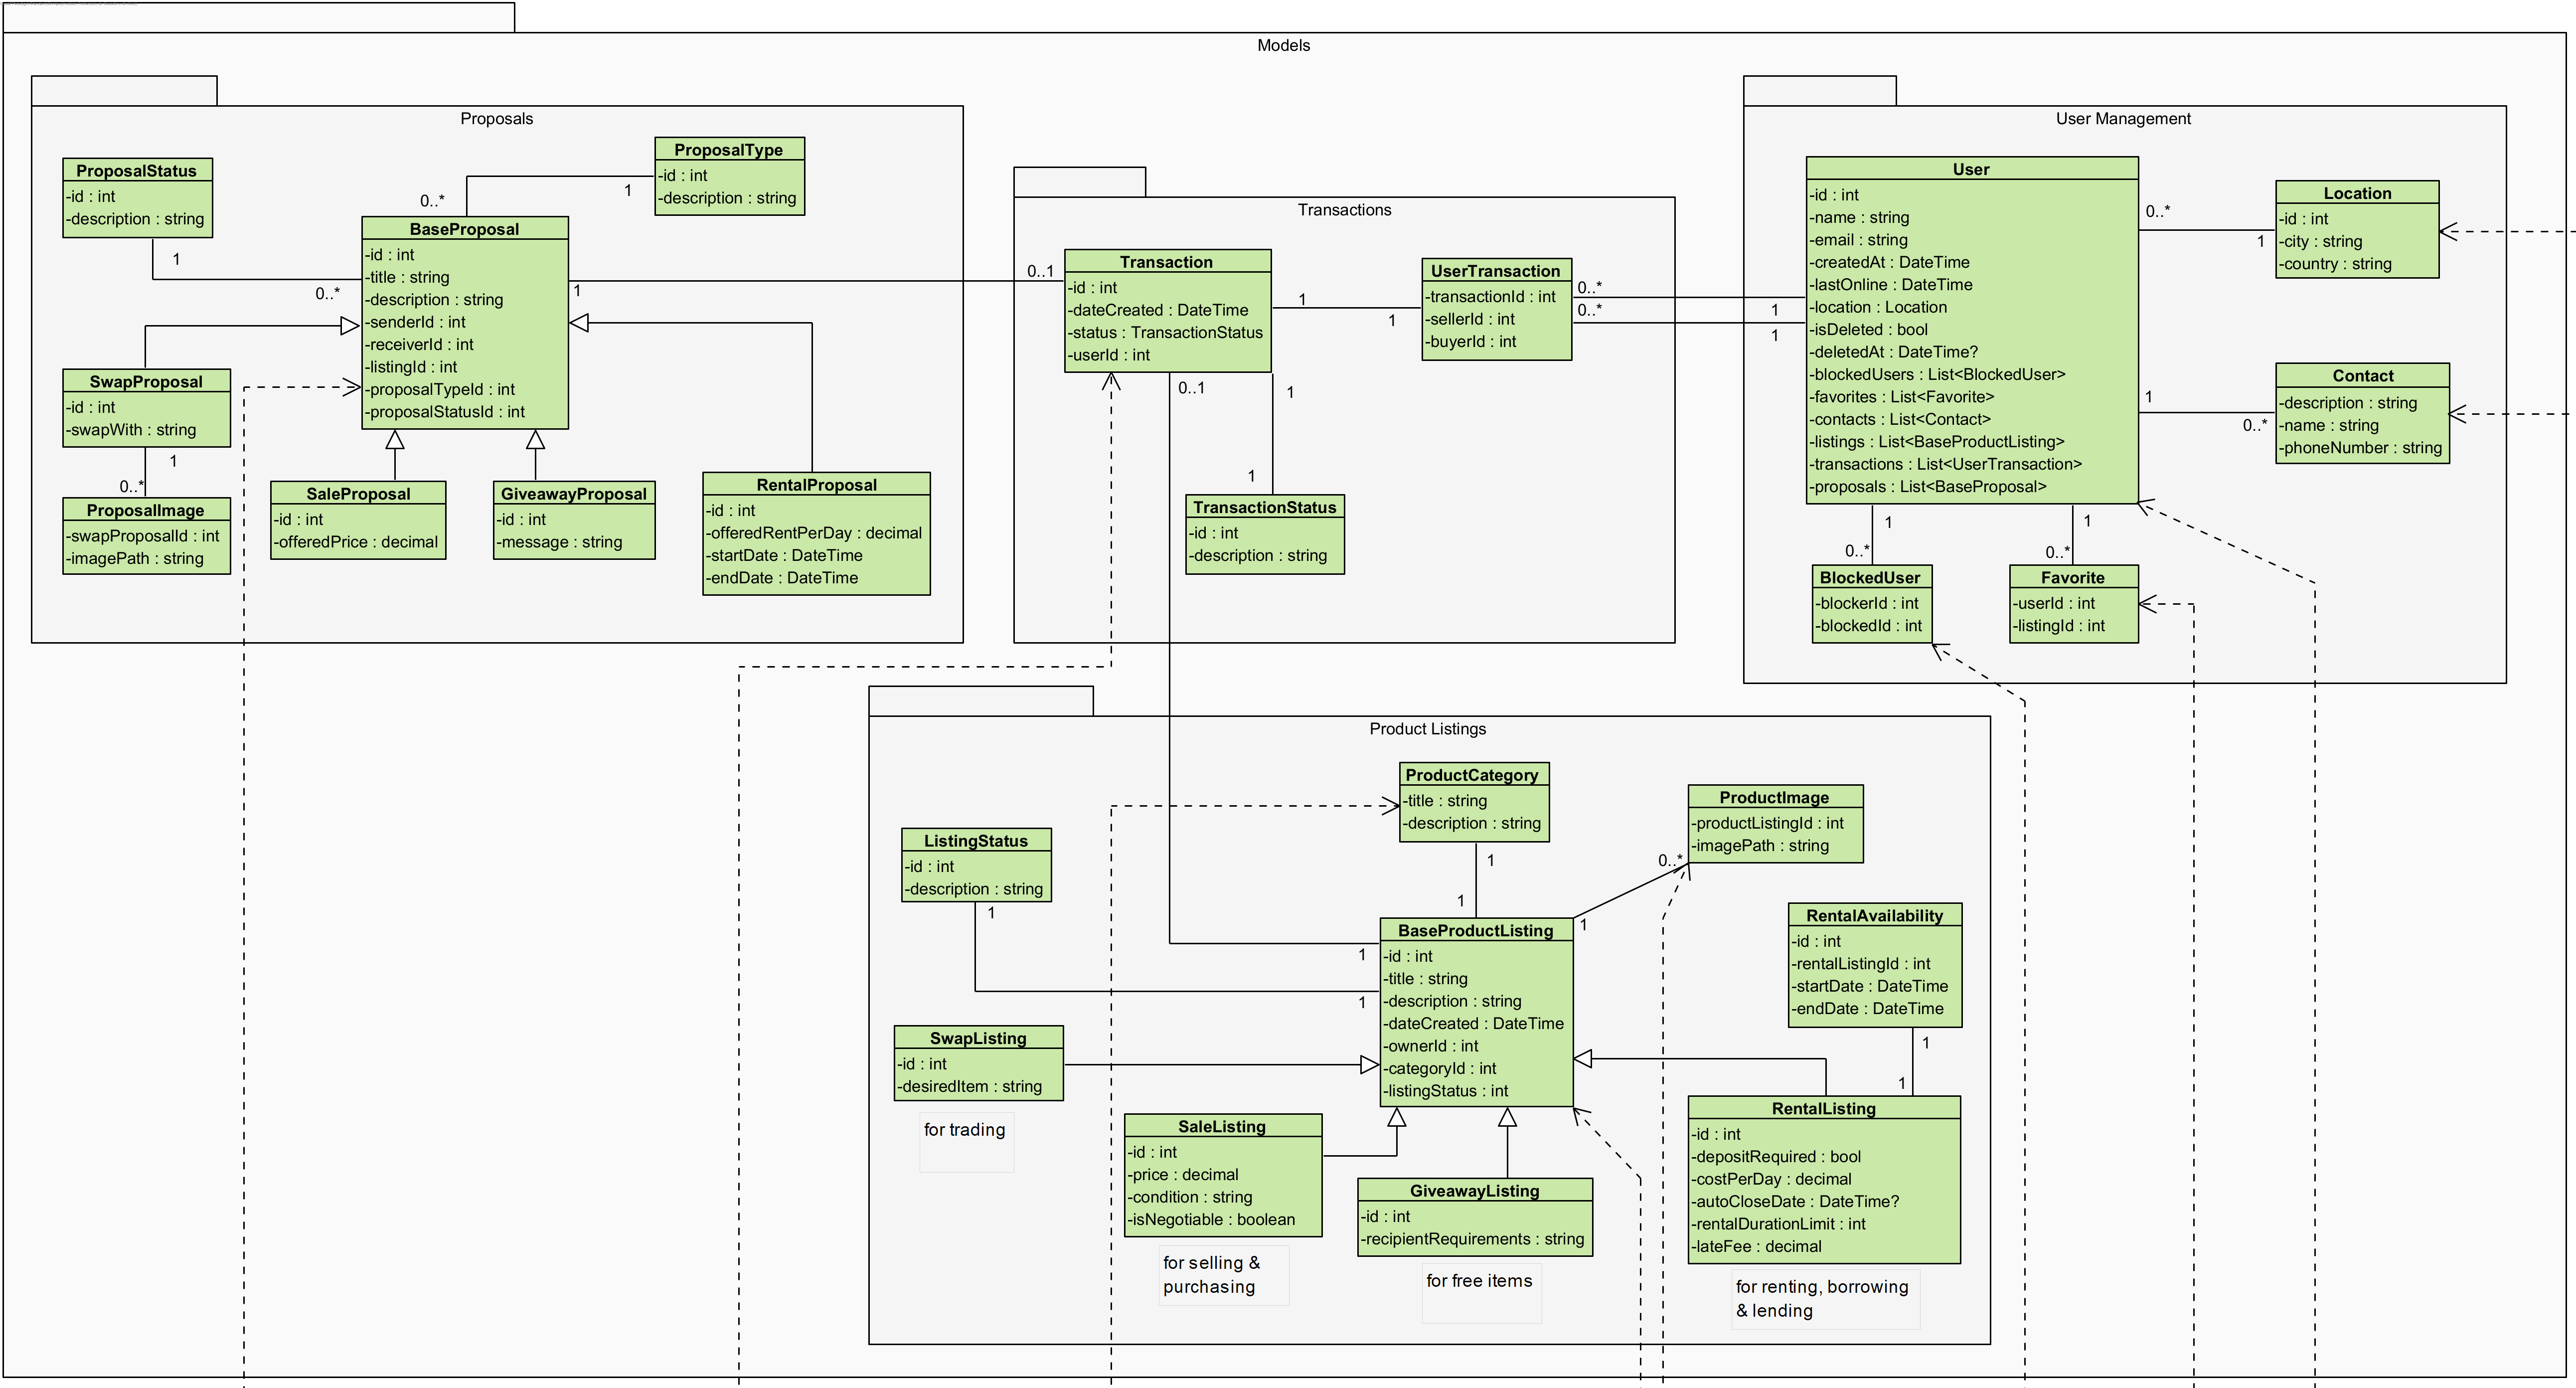 Models
Proposals
ProposalStatus
-id : int
-description : string
1
0..*
ProposalType
-id : int
-description : string
1
0..*
BaseProposal
-id : int
-title : string
-description : string
-senderId : int
-receiverId : int
-listingId : int
-proposalTypeId : int
-proposalStatusId : int
1
SwapProposal
-id : int
-swapWith : string
1
0..*
ProposalImage
-swapProposalId : int
-imagePath : string
SaleProposal
-id : int
-offeredPrice : decimal
GiveawayProposal
-id : int
-message : string
RentalProposal
-id : int
-offeredRentPerDay : decimal
-startDate : DateTime
-endDate : DateTime
Transactions
0..1
Transaction
-id : int
-dateCreated : DateTime
-status : TransactionStatus
-userId : int
1
1
UserTransaction
-transactionId : int
-sellerId : int
-buyerId : int
0..*
0..*
1
1
0..1
1
1
TransactionStatus
-id : int
-description : string
User Management
User
-id : int
-name : string
-email : string
-createdAt : DateTime
-lastOnline : DateTime
-location : Location
-isDeleted : bool
-deletedAt : DateTime?
-blockedUsers : List<BlockedUser>
-favorites : List<Favorite>
-contacts : List<Contact>
-listings : List<BaseProductListing>
-transactions : List<UserTransaction>
-proposals : List<BaseProposal>
0..*
1
Location
-id : int
-city : string
-country : string
1
0..*
Contact
-description : string
-name : string
-phoneNumber : string
1
0..*
BlockedUser
-blockerId : int
-blockedId : int
1
0..*
Favorite
-userId : int
-listingId : int
Product Listings
ProductCategory
-title : string
-description : string
1
1
ProductImage
-productListingId : int
-imagePath : string
0..*
1
ListingStatus
-id : int
-description : string
1
1
1
BaseProductListing
-id : int
-title : string
-description : string
-dateCreated : DateTime
-ownerId : int
-categoryId : int
-listingStatus : int
RentalAvailability
-id : int
-rentalListingId : int
-startDate : DateTime
-endDate : DateTime
1
1
SwapListing
-id : int
-desiredItem : string
for trading
SaleListing
-id : int
-price : decimal
-condition : string
-isNegotiable : boolean
for selling &
purchasing
GiveawayListing
-id : int
-recipientRequirements : string
for free items
RentalListing
-id : int
-depositRequired : bool
-costPerDay : decimal
-autoCloseDate : DateTime?
-rentalDurationLimit : int
-lateFee : decimal
for renting, borrowing
& lending